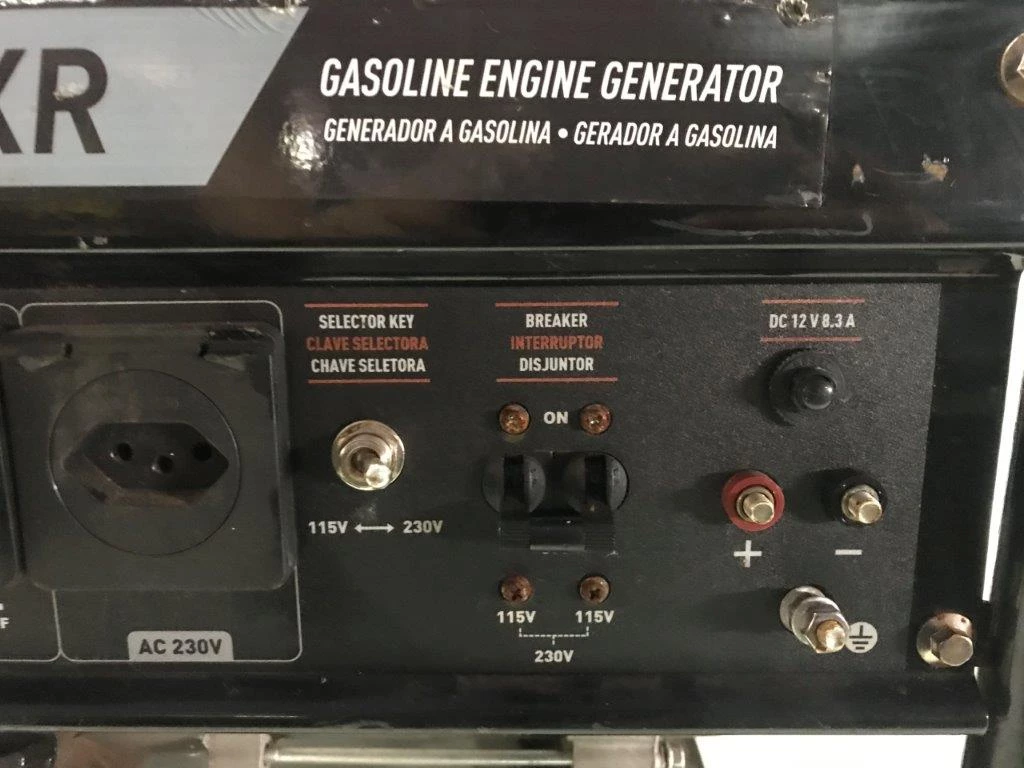 XR
GASOLINE ENGINE GENERATOR
GENERADOR A GASOLINA • GERADOR A GASOLINA
SELECTOR KEY
CLAVE SELECTORA
CHAVE SELETORA
BREAKER
INTERRUPTOR
DISJUNTOR
DC 12 V 8.3 A
ON
115V ⟷ 230V
+ −
115V 115V
230V
AC 230V